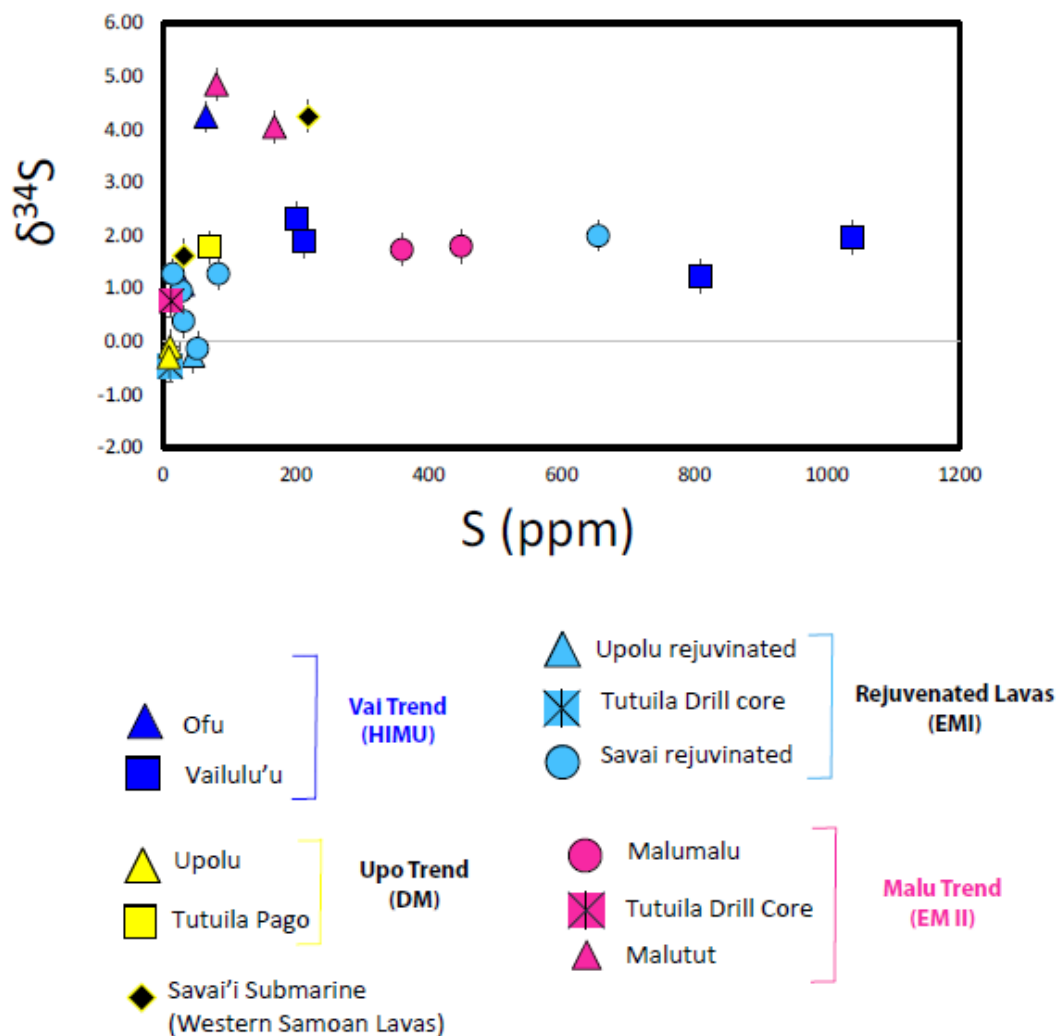 6.00
5.00
4.00
3.00
2.00
1.00
0.00
-1.00
-2.00
δ³⁴S
0 200 400 600 800 1000 1200
S (ppm)
Ofu
Vailulu’u
Vai Trend
(HIMU)
Upolu rejuvinated
Tutuila Drill core
Savai rejuvinated
Rejuvenated Lavas
(EMI)
Upolu
Tutuila Pago
Upo Trend
(DM)
Malumalu
Tutuila Drill Core
Malutut
Malu Trend
(EM II)
Savai’i Submarine
(Western Samoan Lavas)